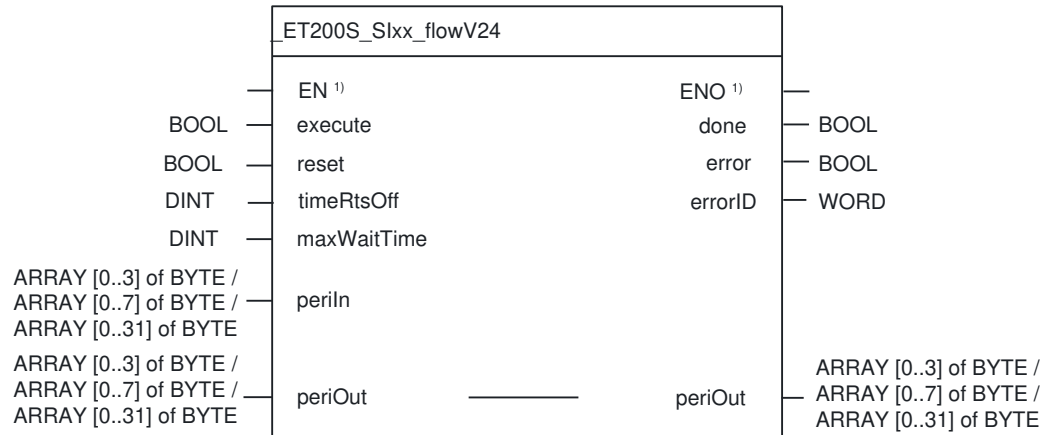 _ET200S_SIxx_flowV24
EN 1) ENO 1)
BOOL execute done BOOL
BOOL reset error BOOL
DINT timeRtsOff errorID WORD
DINT maxWaitTime
ARRAY [0..3] of BYTE /
ARRAY [0..7] of BYTE / periIn
ARRAY [0..31] of BYTE
ARRAY [0..3] of BYTE / ARRAY [0..3] of BYTE /
ARRAY [0..7] of BYTE / periOut periOut ARRAY [0..7] of BYTE /
ARRAY [0..31] of BYTE ARRAY [0..31] of BYTE